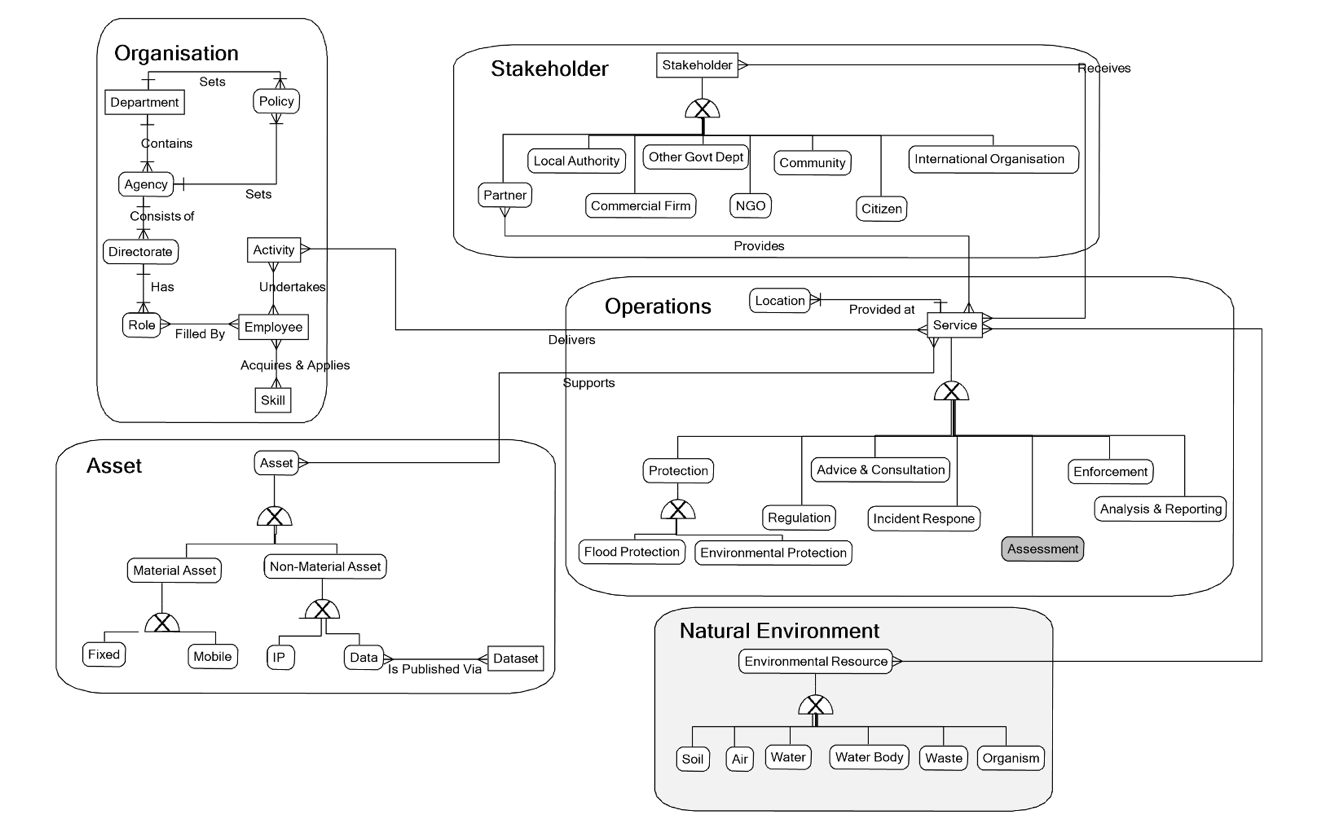 Organisation
Sets
Department
Policy
Contains
Agency
Sets
Consists of
Directorate
Activity
Has
Undertakes
Role
Filled By
Employee
Acquires & Applies
Skill
Stakeholder
Stakeholder
Receives
Local Authority
Other Govt Dept
Community
International Organisation
Partner
Commercial Firm
NGO
Citizen
Provides
Operations
Location
Provided at
Service
Delivers
Supports
Protection
Advice & Consultation
Enforcement
Regulation
Incident Respone
Analysis & Reporting
Flood Protection
Environmental Protection
Assessment
Asset
Asset
Material Asset
Non-Material Asset
Fixed
Mobile
IP
Data
Is Published Via
Dataset
Natural Environment
Environmental Resource
Soil
Air
Water
Water Body
Waste
Organism